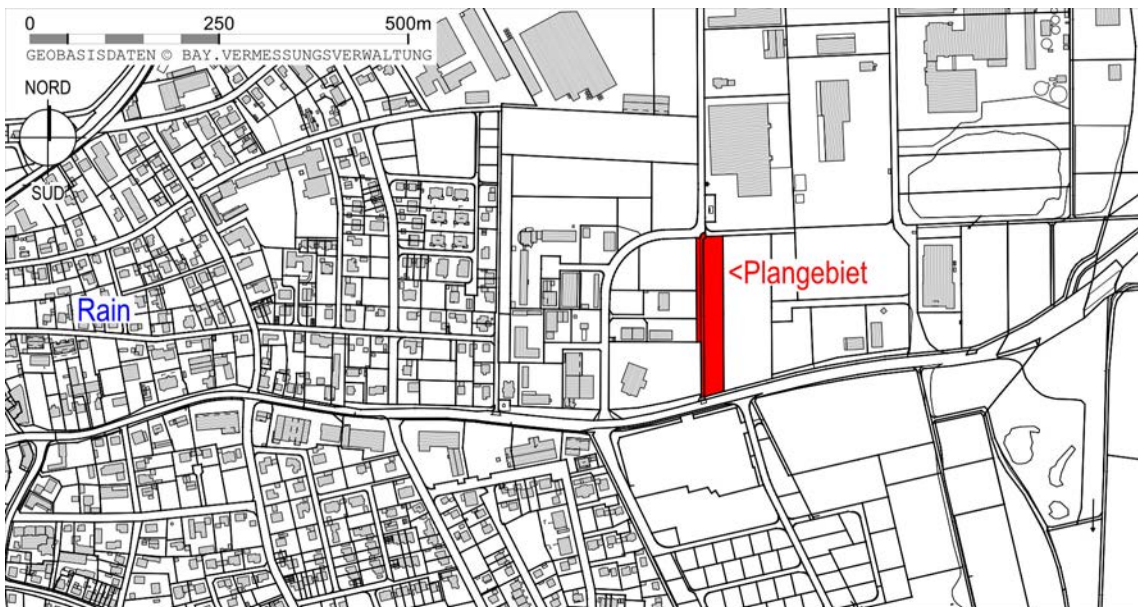 0 250 500m
GEOBASISDATEN © BAY.VERMESSUNGSVERWALTUNG
NORD
SÜD
<Plangebiet
Rain